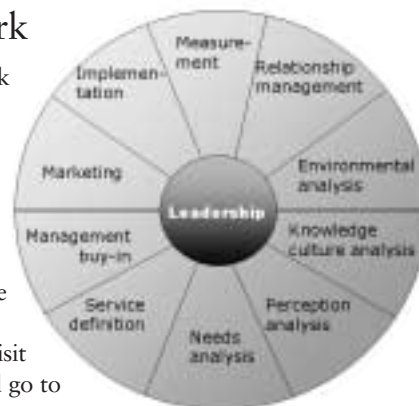 rk
k
e
isit
l go to
Measure-
ment
Relationship
management
Environmental
analysis
Knowledge
culture analysis
Perception
analysis
Needs
analysis
Service
definition
Management
buy-in
Marketing
Implemen-
tation
Leadership